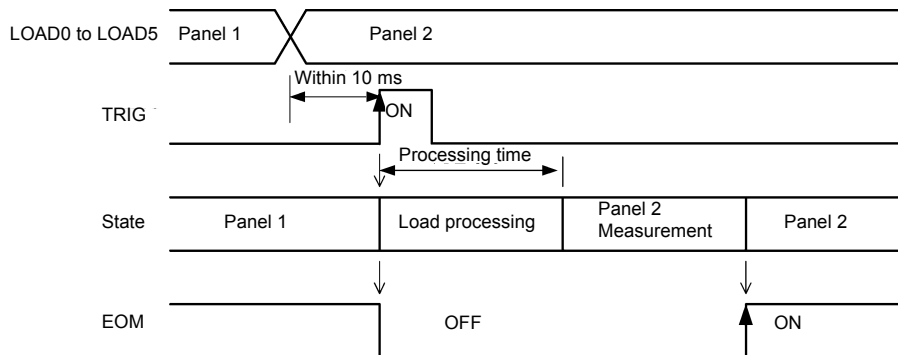 LOAD0 to LOAD5 Panel 1 Panel 2
Within 10 ms
TRIG ON
Processing time
State Panel 1 Load processing Panel 2 Measurement Panel 2
EOM OFF ON